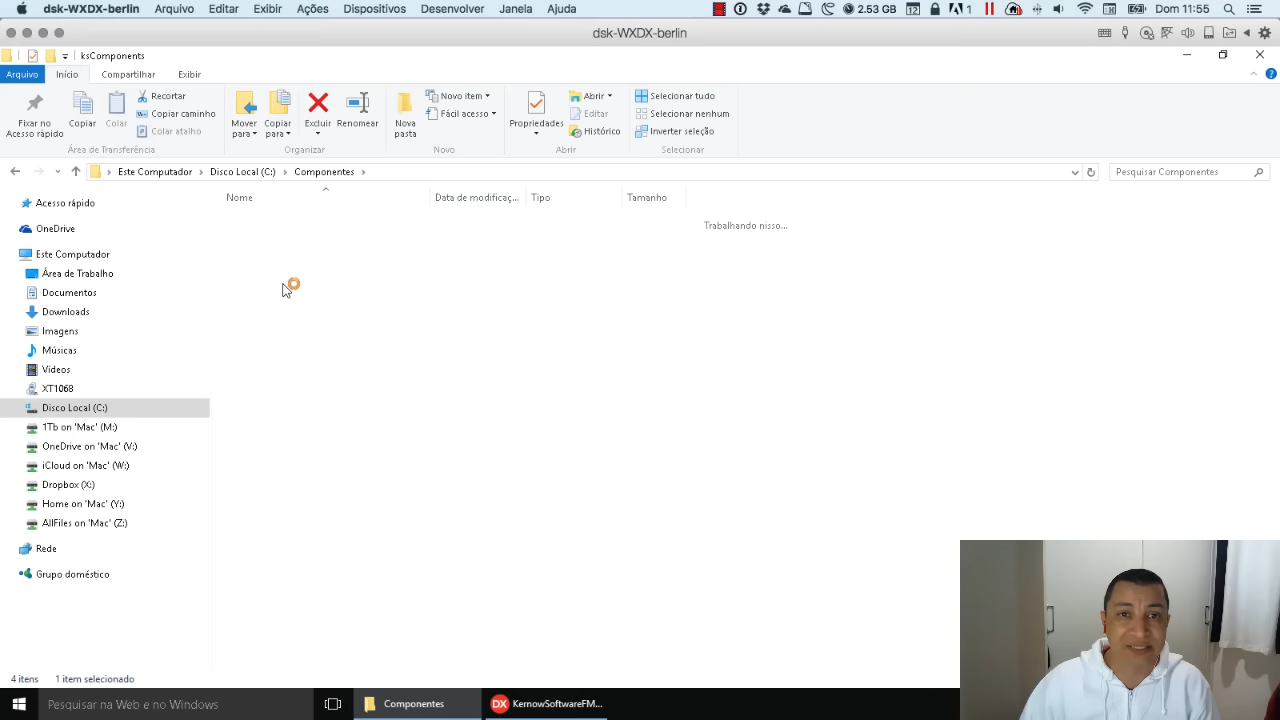 dsk-WXDX-berlin Arquivo Editar Exibir Ações Dispositivos Desenvolver Janela Ajuda 2.53 GB 12 1 Dom 11:55
dsk-WXDX-berlin
ksComponents
Arquivo Início Compartilhar Exibir
Fixar no Acesso rápido
Copiar
Colar
Recortar
Copiar caminho
Colar atalho
Área de Transferência
Mover para
Copiar para
Excluir
Renomear
Organizar
Nova pasta
Novo item
Fácil acesso
Novo
Propriedades
Abrir
Editar
Histórico
Abrir
Selecionar tudo
Selecionar nenhum
Inverter seleção
Selecionar
Este Computador Disco Local (C:) Componentes
Pesquisar Componentes
Nome Data de modificaç... Tipo Tamanho
Trabalhando nisso...
Acesso rápido
OneDrive
Este Computador
Área de Trabalho
Documentos
Downloads
Imagens
Músicas
Vídeos
XT1068
Disco Local (C:)
1Tb on 'Mac' (M:)
OneDrive on 'Mac' (V:)
iCloud on 'Mac' (W:)
Dropbox (X:)
Home on 'Mac' (Y:)
AllFiles on 'Mac' (Z:)
Rede
Grupo doméstico
4 itens 1 item selecionado
Pesquisar na Web e no Windows
Componentes
DX KernowSoftwareFM...